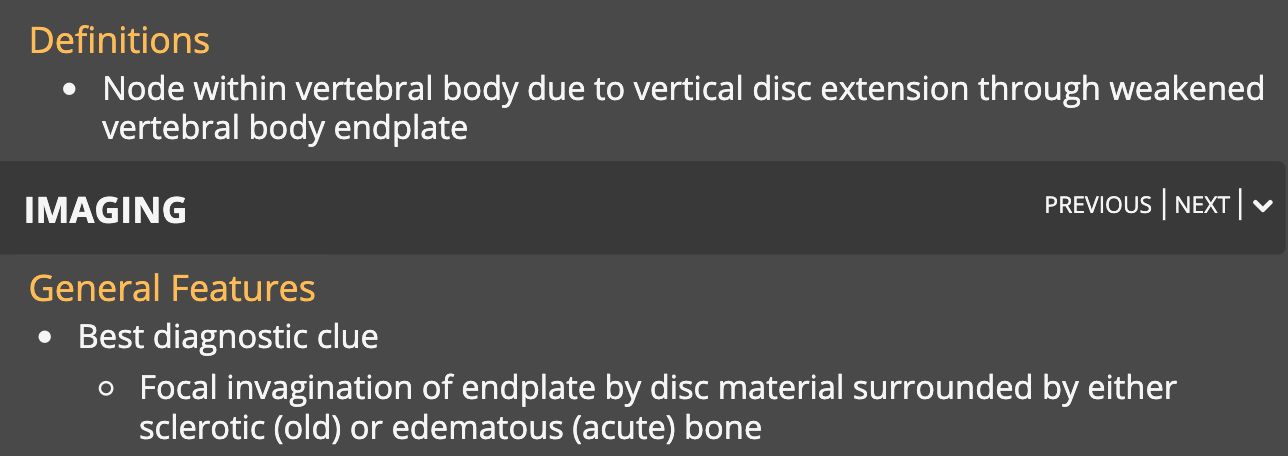 Definitions
• Node within vertebral body due to vertical disc extension through weakened
vertebral body endplate
IMAGING
PREVIOUS | NEXT |
General Features
• Best diagnostic clue
○ Focal invagination of endplate by disc material surrounded by either
sclerotic (old) or edematous (acute) bone